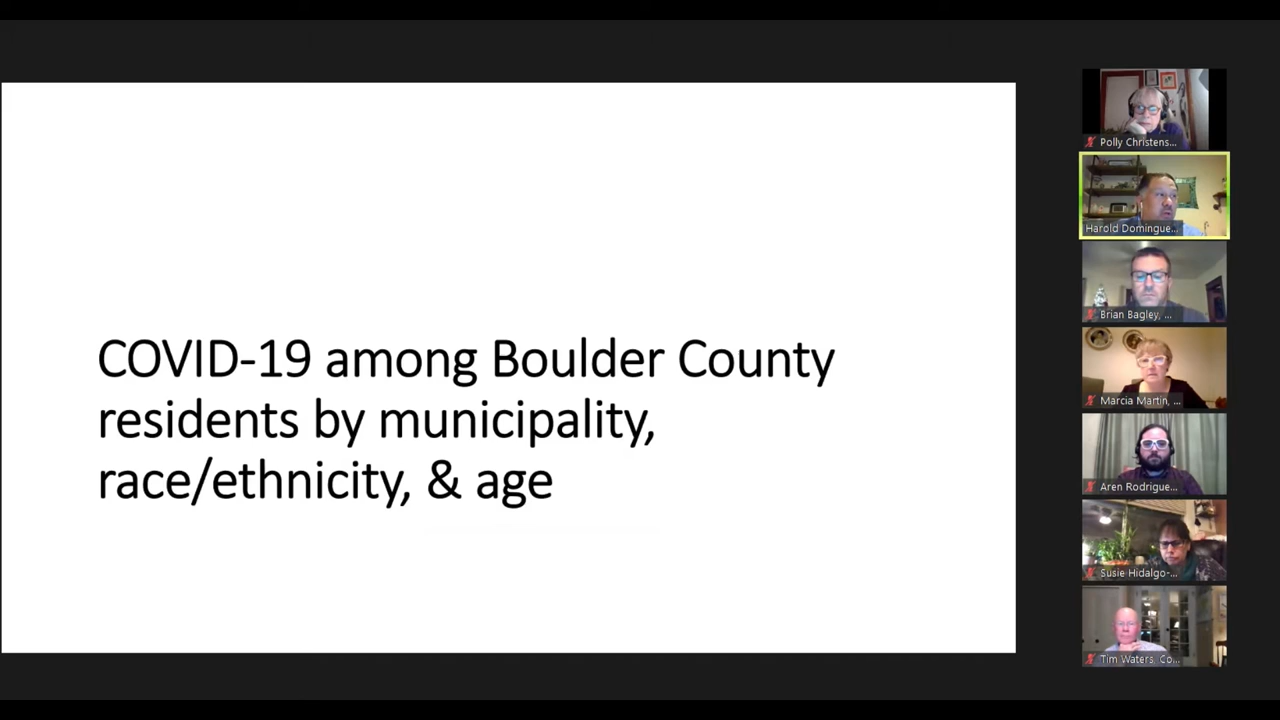 COVID-19 among Boulder County
residents by municipality,
race/ethnicity, & age
Polly Christens...
Harold Domingue...
Brian Bagley, ...
Marcia Martin, ...
Aren Rodrigue...
Susie Hidalgo-...
Tim Waters, Co...